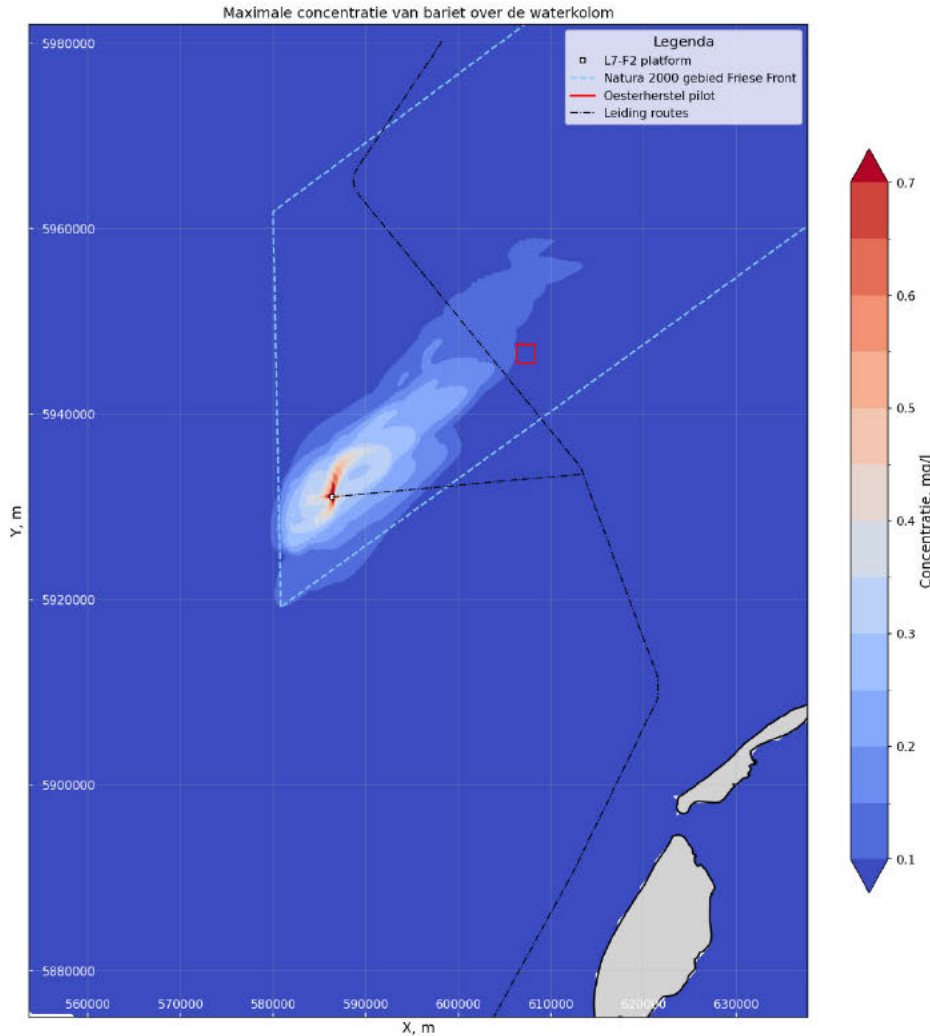 Maximale concentratie van bariet over de waterkolom
Legenda
L7-F2 platform
Natura 2000 gebied Friese Front
Oesterherstel pilot
Leiding routes
5980000
5960000
5940000
5920000
5900000
5880000
Y, m
560000
570000
580000
590000
600000
610000
620000
630000
X, m
0.7
0.6
0.5
0.4
0.3
0.2
0.1
Concentratie, mg/l